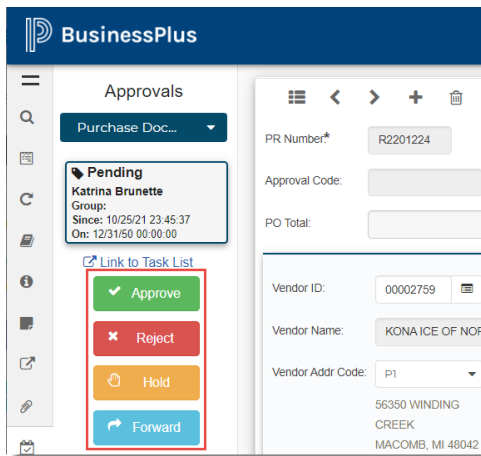 BusinessPlus
Approvals
Purchase Doc...
Pending
Katrina Brunette
Group:
Since: 10/25/21 23:45:37
On: 12/31/50 00:00:00
Link to Task List
Approve
Reject
Hold
Forward
PR Number:*
R2201224
Approval Code:
PO Total:
Vendor ID:
00002759
Vendor Name:
KONA ICE OF NOR
Vendor Addr Code:
P1
56350 WINDING
CREEK
MACOMB, MI 48042